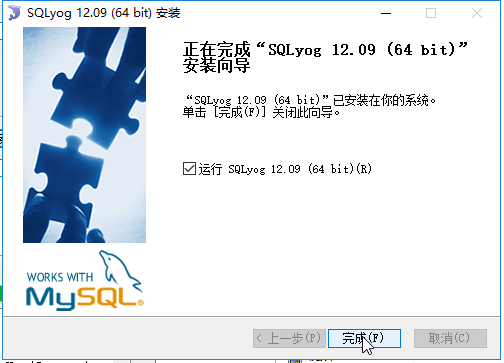 SQLyog 12.09 (64 bit) 安装
正在完成“SQLyog 12.09 (64 bit)”
安装向导
“SQLyog 12.09 (64 bit)”已安装在你的系统。
单击 [完成(F)] 关闭此向导。
运行 SQLyog 12.09 (64 bit)(R)
WORKS WITH
MySQL®
< 上一步(P)
完成(F)
取消(C)